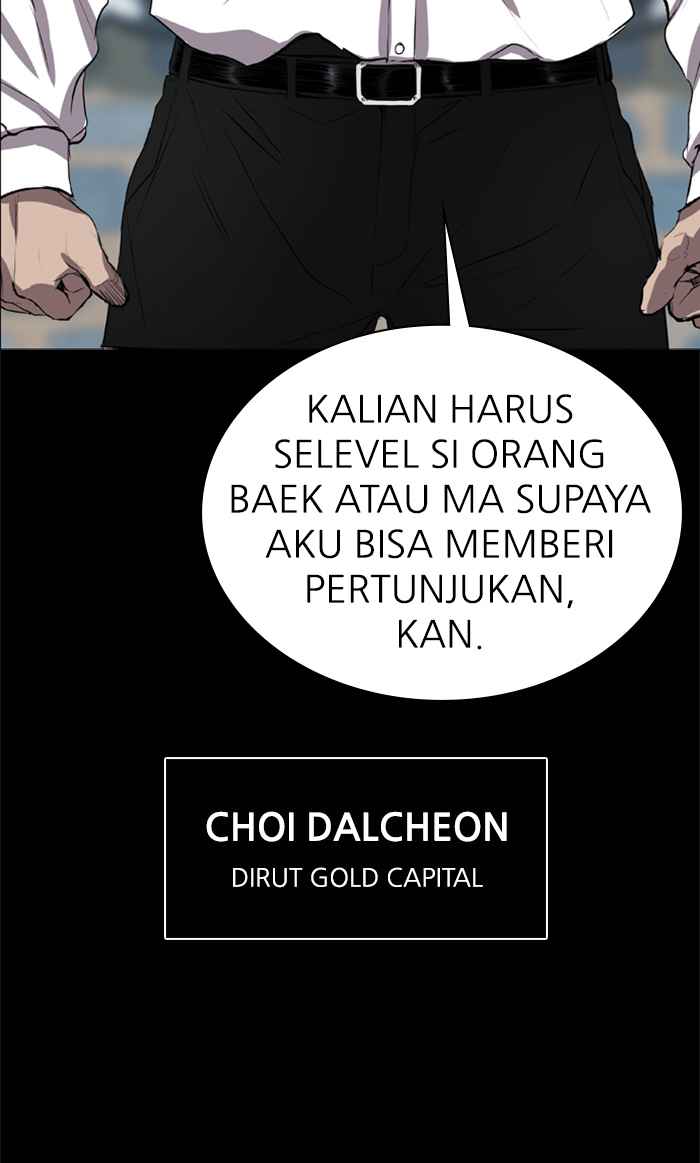 KALIAN HARUS
SELEVEL SI ORANG
BAEK ATAU MA SUPAYA
AKU BISA MEMBERI
PERTUNJUKAN,
KAN.
CHOI DALCHEON
DIRUT GOLD CAPITAL